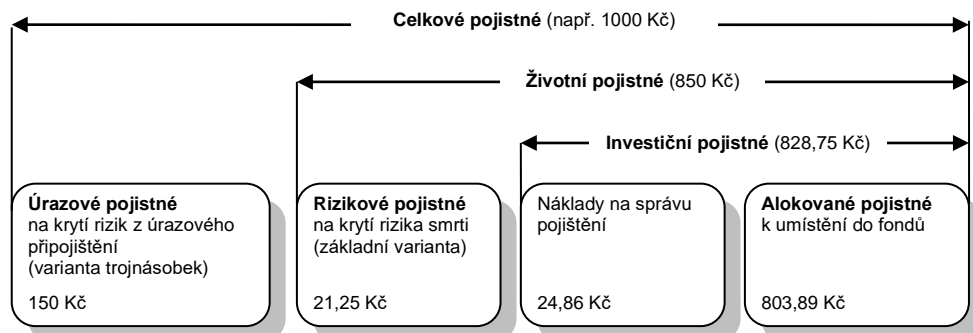 Celkové pojistné (např. 1000 Kč)
Životní pojistné (850 Kč)
Investiční pojistné (828,75 Kč)
Úrazové pojistné
na krytí rizik z úrazového
připojištění
(varianta trojnásobek)
150 Kč
Rizikové pojistné
na krytí rizika smrti
(základní varianta)
21,25 Kč
Náklady na správu
pojištění
24,86 Kč
Alokované pojistné
k umístění do fondů
803,89 Kč